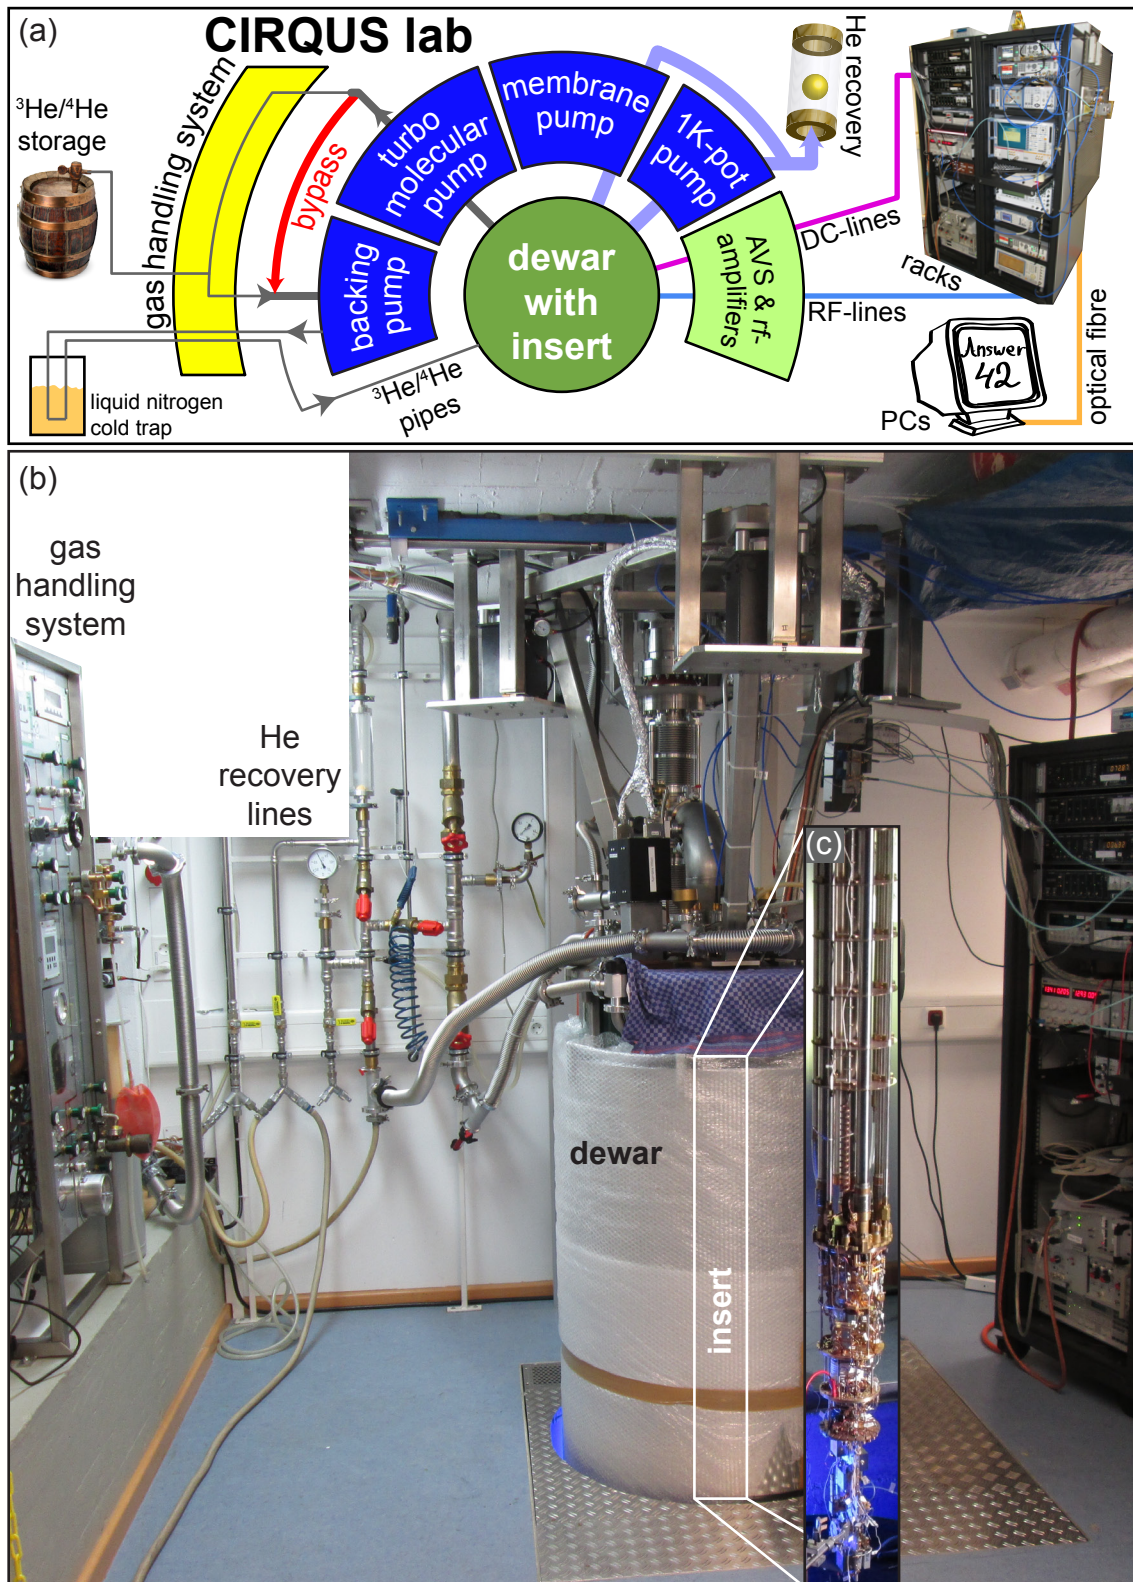 (a)
CIRQUS lab
³He/⁴He
storage
gas handling system
bypass
backing
pump
turbo
molecular
pump
membrane
pump
1K-pot
pump
He recovery
AVS & rf-
amplifiers
dewar
with
insert
DC-lines
RF-lines
racks
optical fibre
Answer
42
PCs
³He/⁴He
pipes
liquid nitrogen
cold trap
(b)
gas
handling
system
He
recovery
lines
dewar
insert
(c)